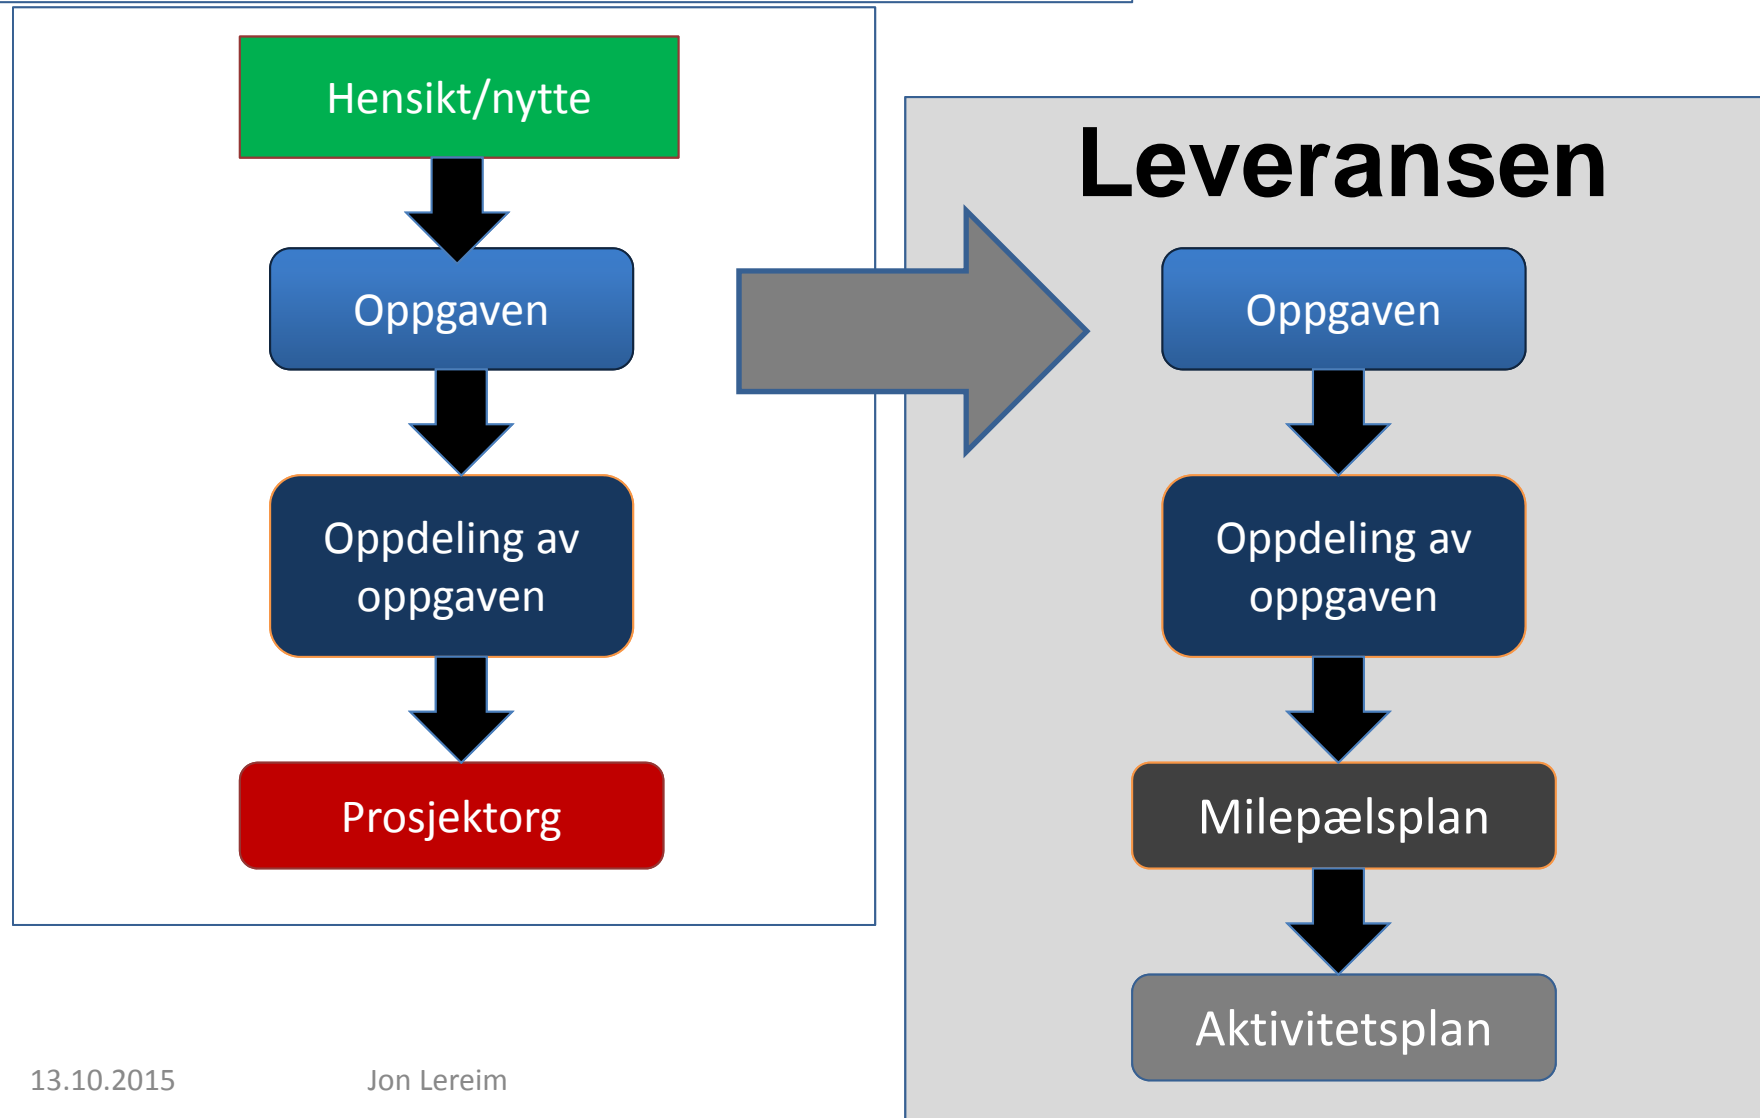 Hensikt/nytte
Oppgaven
Oppdeling av
oppgaven
Prosjektorg
Leveransen
Oppgaven
Oppdeling av
oppgaven
Milepælsplan
Aktivitetsplan
13.10.2015
Jon Lereim